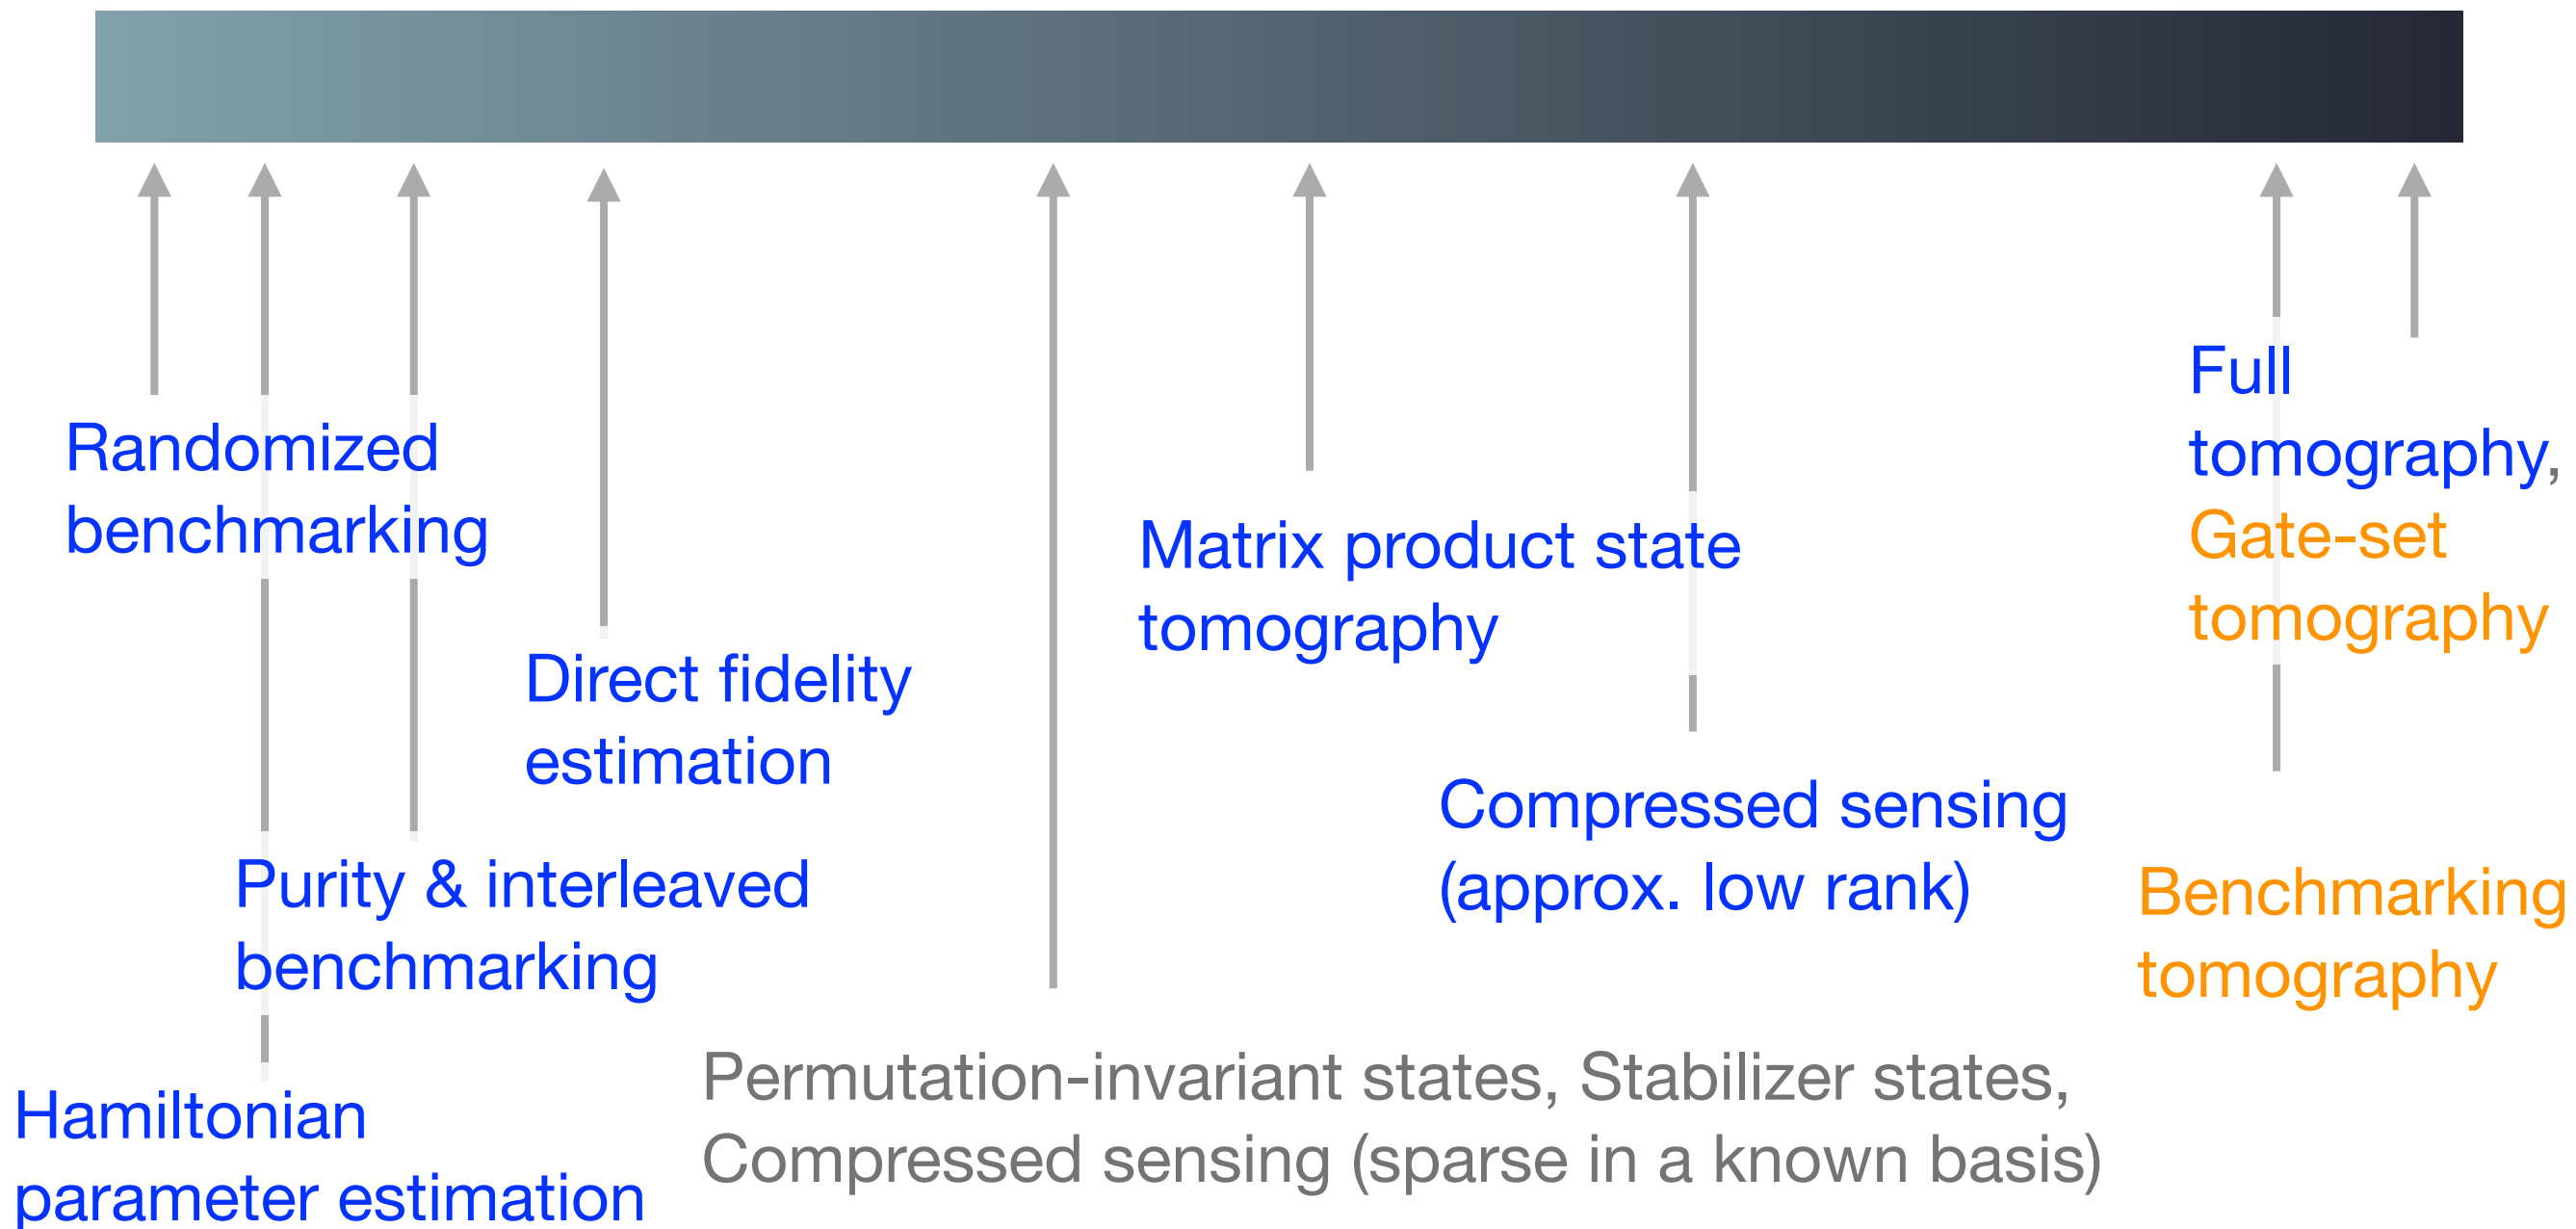 Randomized
benchmarking
Hamiltonian
parameter estimation
Purity & interleaved
benchmarking
Direct fidelity
estimation
Permutation-invariant states, Stabilizer states,
Compressed sensing (sparse in a known basis)
Matrix product state
tomography
Compressed sensing
(approx. low rank)
Full
tomography,
Gate-set
tomography
Benchmarking
tomography